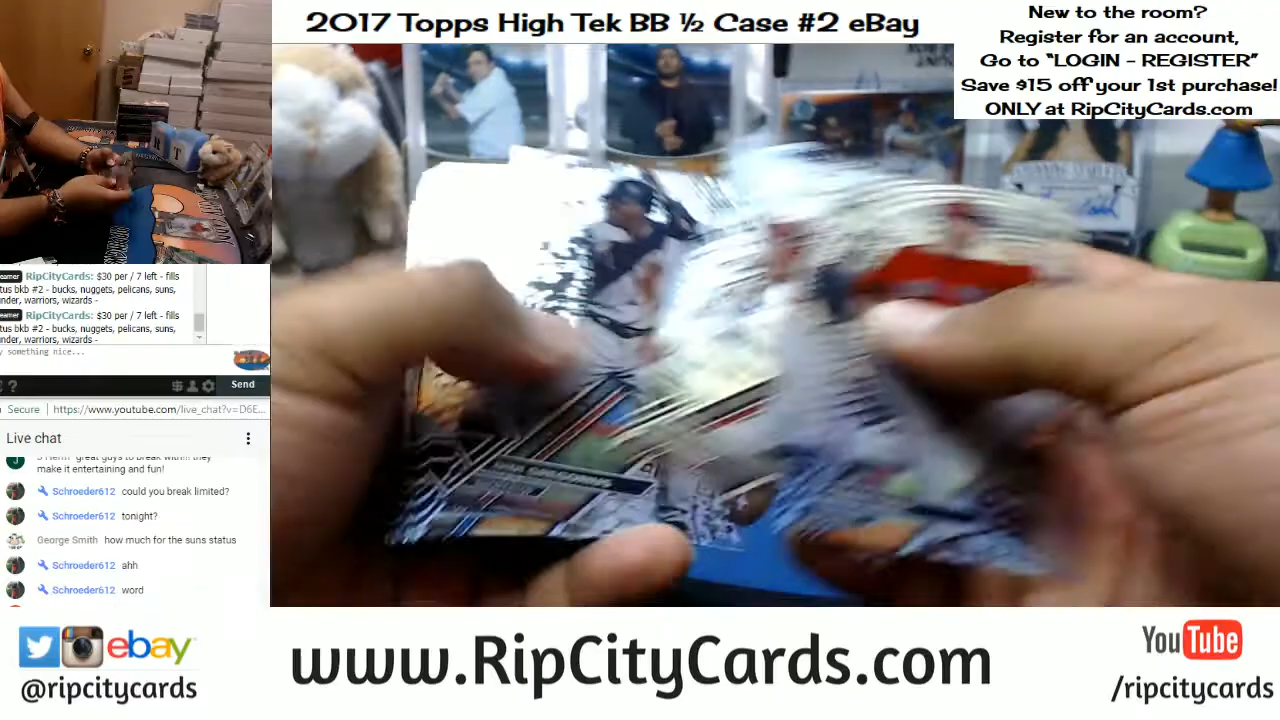 2017 Topps High Tek BB ½ Case #2 eBay
New to the room?
Register for an account,
Go to “LOGIN – REGISTER”
Save $15 off your 1st purchase!
ONLY at RipCityCards.com
eamer RipCityCards: $30 per / 7 left - fills
tus bkb #2 - bucks, nuggets, pelicans, suns,
nder, warriors, wizards -
RipCityCards: $30 per / 7 left - fills
tus bkb #2 - bucks, nuggets, pelicans, suns,
nder, warriors, wizards -
y something nice...
?
$
Send
Secure https://www.youtube.com/live_chat?v=D6E...
Live chat
great guys to break with!!! they
make it entertaining and fun!
Schroeder612 could you break limited?
Schroeder612 tonight?
George Smith how much for the suns status
Schroeder612 ahh
Schroeder612 word
ebay
@ripcitycards
www.RipCityCards.com
YouTube
/ripcitycards
R T